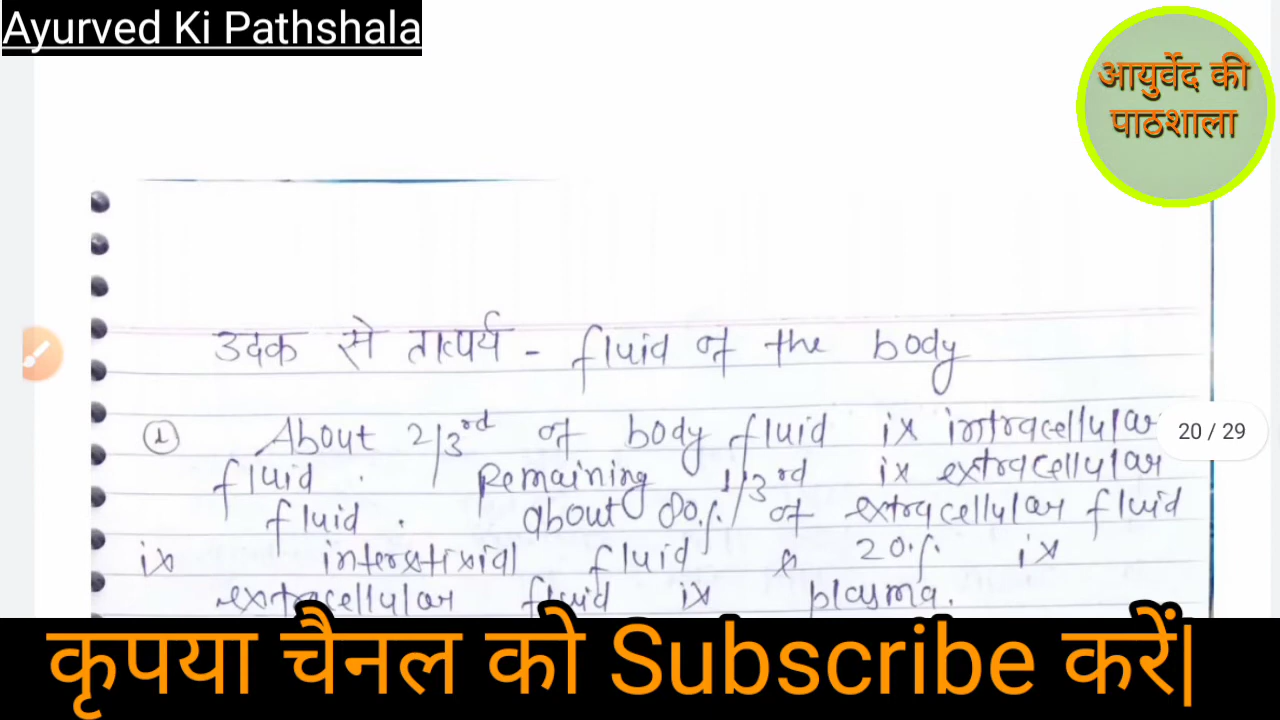 Ayurved Ki Pathshala
आयुर्वेद की
पाठशाला
उदक से तात्पर्य - fluid of the body
① About 2/3rd of body fluid is intracellular
fluid . Remaining 1/3rd is extracellular
fluid . about 80% of extracellular fluid
is interstisial fluid & 20% is
extracellular fluid is plasma.
20 / 29
कृपया चैनल को Subscribe करें|